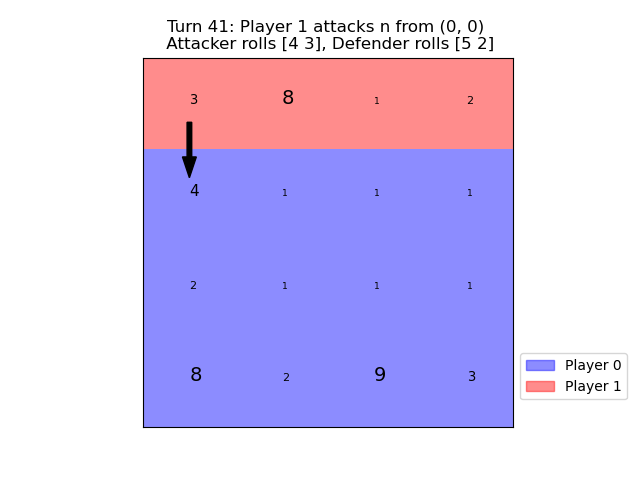 Turn 41: Player 1 attacks n from (0, 0)
Attacker rolls [4 3], Defender rolls [5 2]
3 8 1 2
4 1 1 1
2 1 1 1
8 2 9 3
Player 0
Player 1